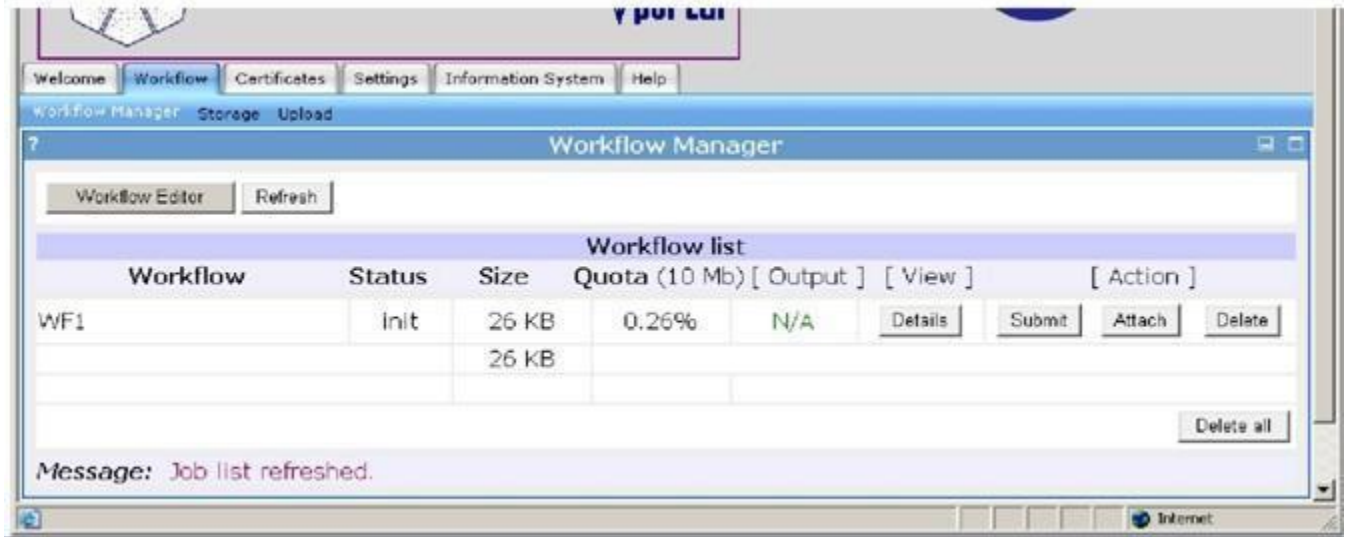 portal
Welcome Workflow Certificates Settings Information System Help
Workflow Manager Storage Upload
? Workflow Manager
Workflow Editor Refresh
Workflow list
Workflow Status Size Quota (10 Mb) [ Output ] [ View ] [ Action ]
WF1 init 26 KB 0.26% N/A Details Submit Attach Delete
26 KB
Delete all
Message: Job list refreshed.
Internet